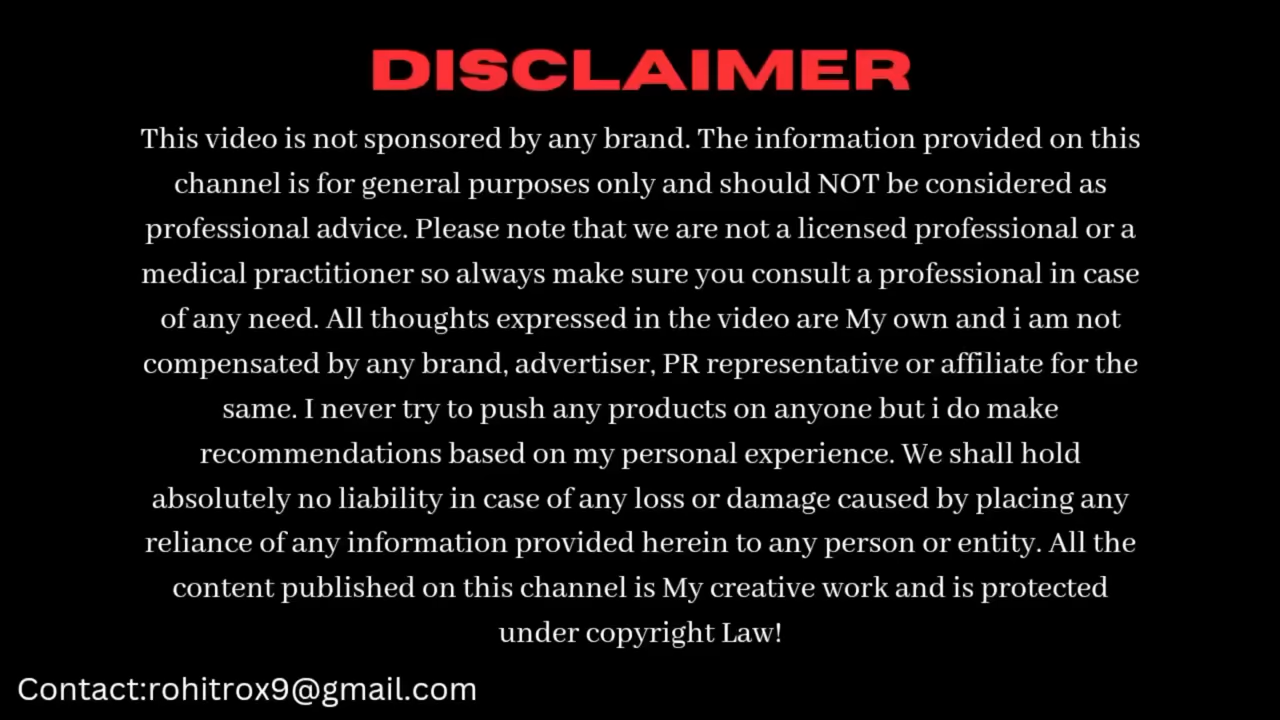 DISCLAIMER
This video is not sponsored by any brand. The information provided on this
channel is for general purposes only and should NOT be considered as
professional advice. Please note that we are not a licensed professional or a
medical practitioner so always make sure you consult a professional in case
of any need. All thoughts expressed in the video are My own and i am not
compensated by any brand, advertiser, PR representative or affiliate for the
same. I never try to push any products on anyone but i do make
recommendations based on my personal experience. We shall hold
absolutely no liability in case of any loss or damage caused by placing any
reliance of any information provided herein to any person or entity. All the
content published on this channel is My creative work and is protected
under copyright Law!
Contact:rohitrox9@gmail.com